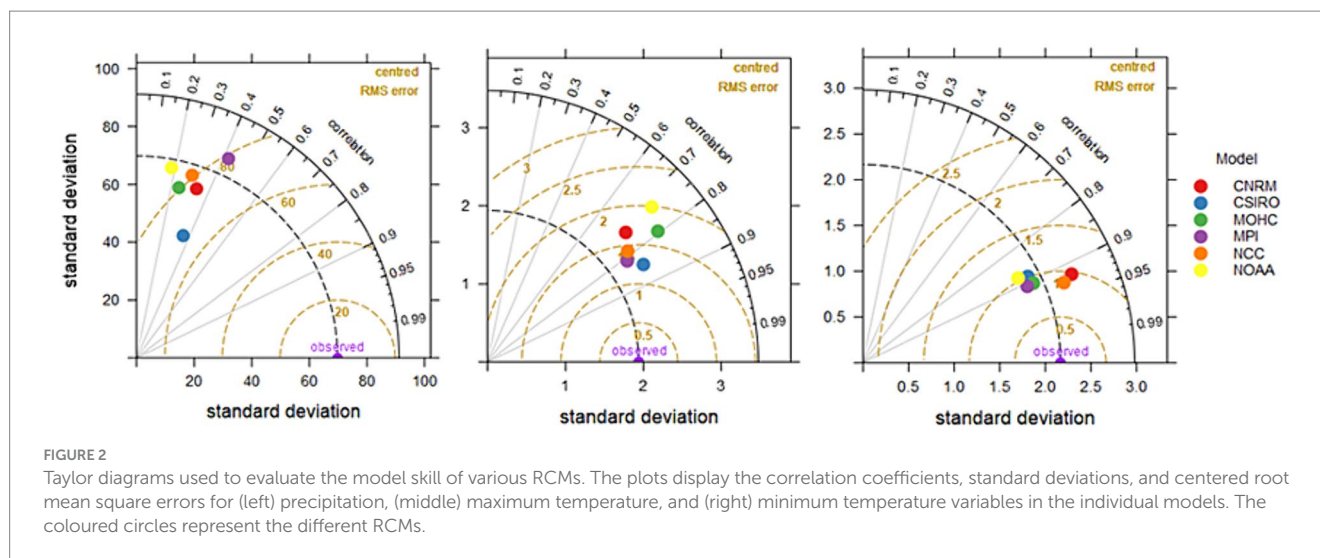 100
80
60
40
20
standard deviation
20 40 60 80 100
standard deviation
0.1 0.2 0.3 0.4 0.5 0.6 0.7 0.8 0.9 0.95 0.99
correlation
centred
RMS error
80
60
40
20
observed
3
2
1
1 2 3
standard deviation
0.1 0.2 0.3 0.4 0.5 0.6 0.7 0.8 0.9 0.95 0.99
correlation
centred
RMS error
3
2.5
2
1.5
1
0.5
observed
3.0
2.5
2.0
1.5
1.0
0.5
0.5 1.0 1.5 2.0 2.5 3.0
standard deviation
0.1 0.2 0.3 0.4 0.5 0.6 0.7 0.8 0.9 0.95 0.99
correlation
centred
RMS error
2.5
2
1.5
0.5
observed
Model
CNRM
CSIRO
MOHC
MPI
NCC
NOAA
FIGURE 2
Taylor diagrams used to evaluate the model skill of various RCMs. The plots display the correlation coefficients, standard deviations, and centered root
mean square errors for (left) precipitation, (middle) maximum temperature, and (right) minimum temperature variables in the individual models. The
coloured circles represent the different RCMs.